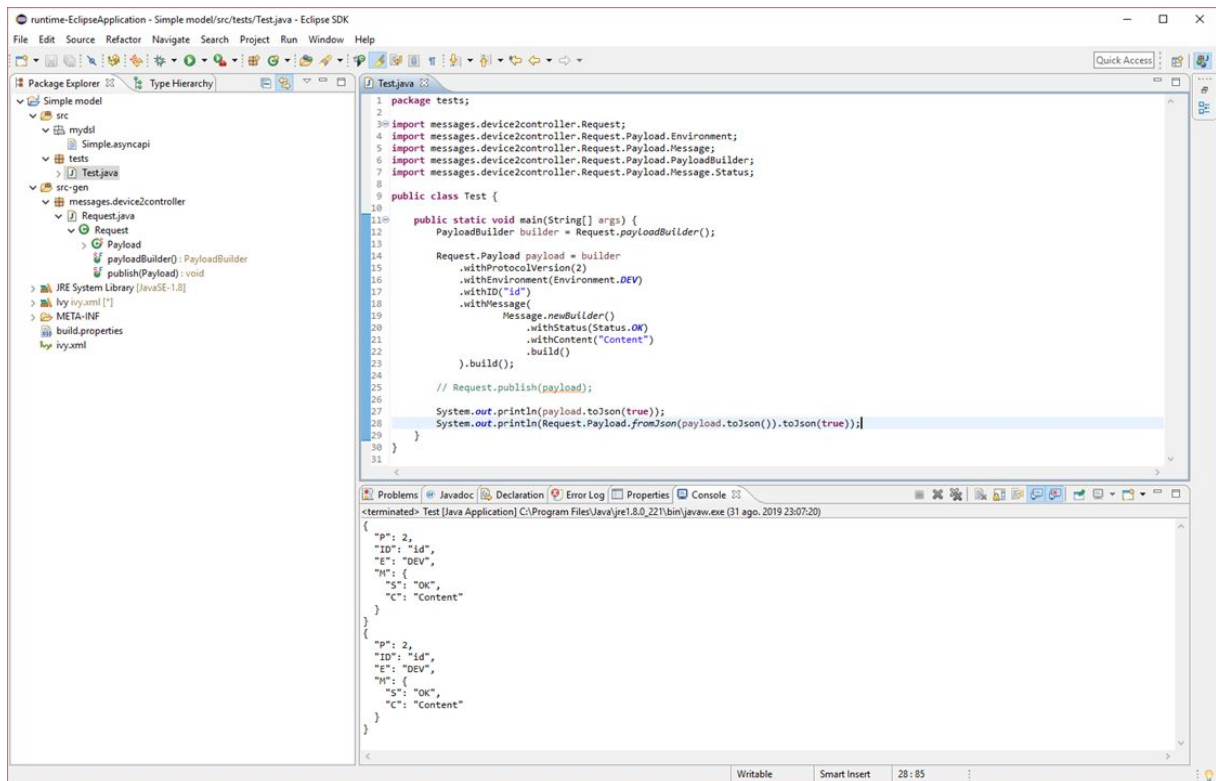 runtime-EclipseApplication - Simple model/src/tests/Test.java - Eclipse SDK
File Edit Source Refactor Navigate Search Project Run Window Help
Quick Access
Package Explorer Type Hierarchy
Simple model
src
mydsl
Simple.asyncapi
tests
Test.java
src-gen
messages.device2controller
Request.java
Request
Payload
payloadBuilder() : PayloadBuilder
publish(Payload) : void
JRE System Library [JavaSE-1.8]
Ivy ivy.xml [*]
META-INF
build.properties
ivy.xml
Test.java
1 package tests;
2
3 import messages.device2controller.Request;
4 import messages.device2controller.Request.Payload.Environment;
5 import messages.device2controller.Request.Payload.Message;
6 import messages.device2controller.Request.Payload.PayloadBuilder;
7 import messages.device2controller.Request.Payload.Message.Status;
8
9 public class Test {
10
11 public static void main(String[] args) {
12 PayloadBuilder builder = Request.payloadBuilder();
13
14 Request.Payload payload = builder
15 .withProtocolVersion(2)
16 .withEnvironment(Environment.DEV)
17 .withID("id")
18 .withMessage(
19 Message.newBuilder()
20 .withStatus(Status.OK)
21 .withContent("Content")
22 .build()
23 ).build();
24
25 // Request.publish(payload);
26
27 System.out.println(payload.toJson(true));
28 System.out.println(Request.Payload.fromJson(payload.toJson()).toJson(true));
29 }
30 }
31
Problems Javadoc Declaration Error Log Properties Console
<terminated> Test [Java Application] C:\Program Files\Java\jre1.8.0_221\bin\javaw.exe (31 ago. 2019 23:07:20)
{
"P": 2,
"ID": "id",
"E": "DEV",
"M": {
"S": "OK",
"C": "Content"
}
}
{
"P": 2,
"ID": "id",
"E": "DEV",
"M": {
"S": "OK",
"C": "Content"
}
}
Writable Smart Insert 28 : 85